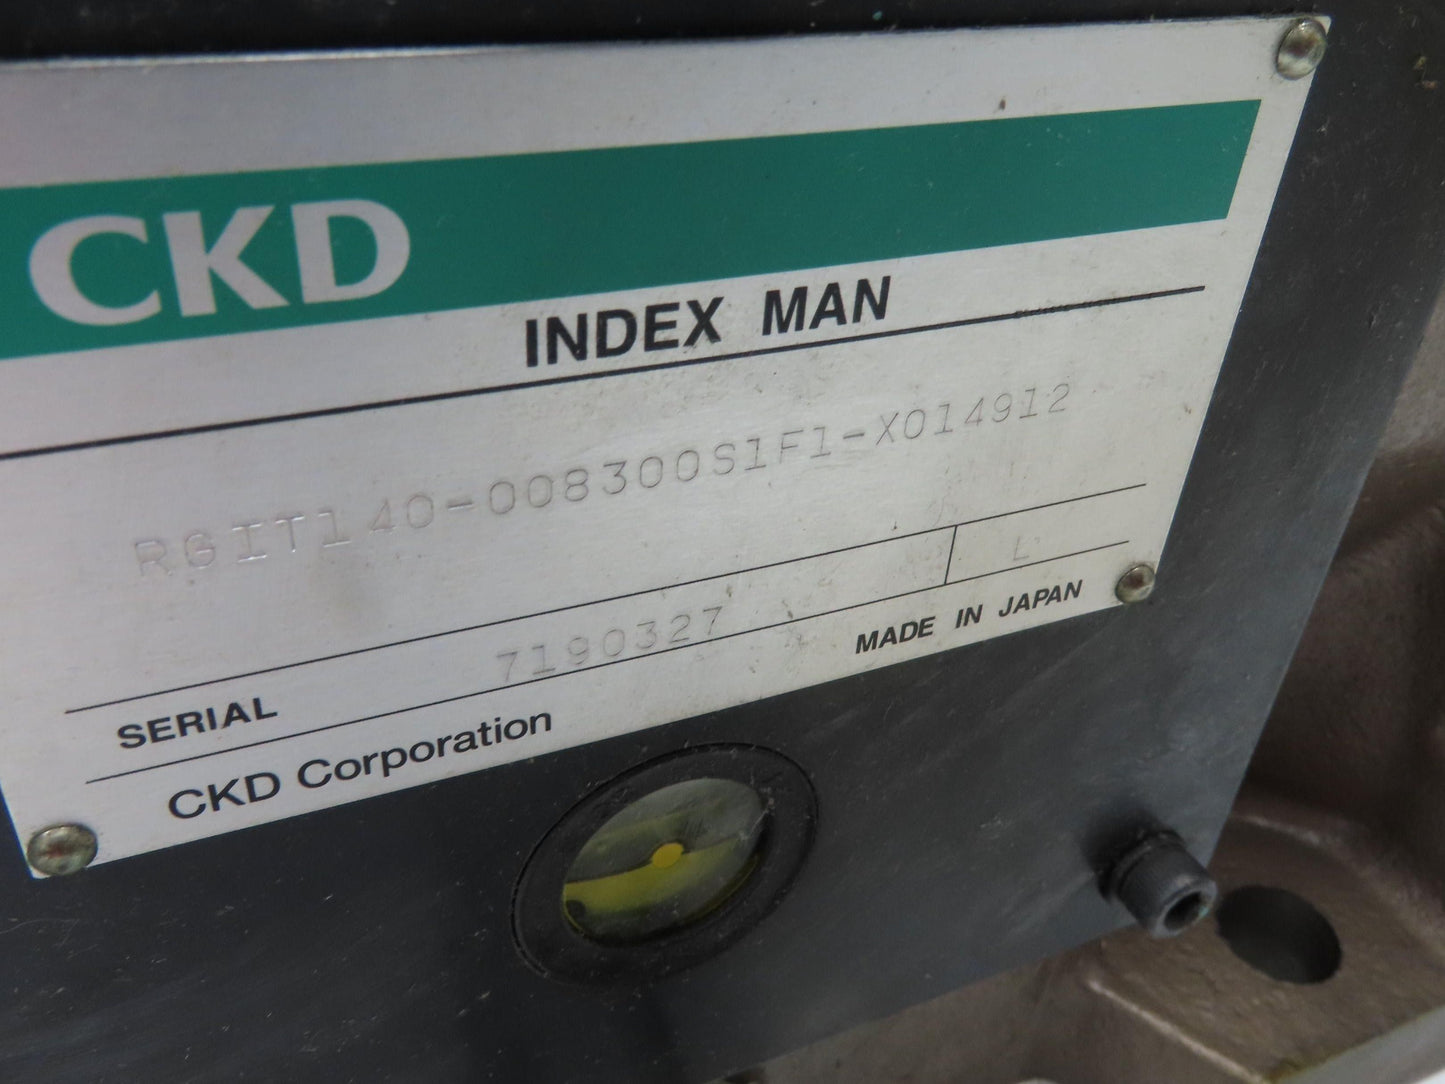 CKD
INDEX MAN
RGIT140-008300S1F1-X014912
SERIAL 7190327 L
CKD Corporation MADE IN JAPAN